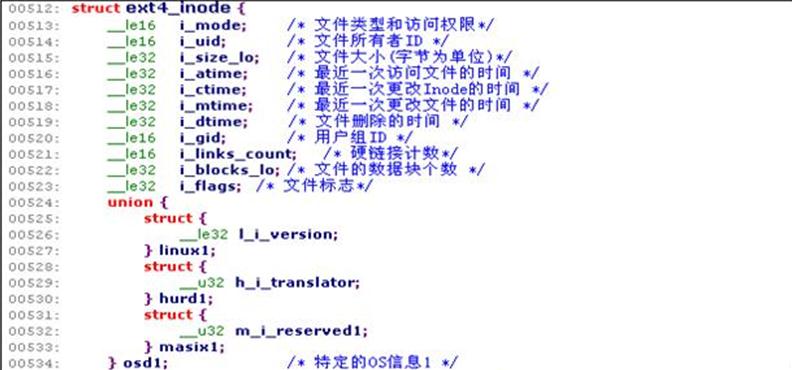 00512: struct ext4_inode {
00513: __le16 i_mode; /* 文件类型和访问权限*/
00514: __le16 i_uid; /* 文件所有者ID */
00515: __le32 i_size_lo; /* 文件大小(字节为单位)*/
00516: __le32 i_atime; /* 最近一次访问文件的时间 */
00517: __le32 i_ctime; /* 最近一次更改Inode的时间 */
00518: __le32 i_mtime; /* 最近一次更改文件的时间 */
00519: __le32 i_dtime; /* 文件删除的时间 */
00520: __le16 i_gid; /* 用户组ID */
00521: __le16 i_links_count; /* 硬链接计数*/
00522: __le32 i_blocks_lo; /* 文件的数据块个数 */
00523: __le32 i_flags; /* 文件标志*/
00524: union {
00525: struct {
00526: __le32 l_i_version;
00527: } linux1;
00528: struct {
00529: __u32 h_i_translator;
00530: } hurd1;
00531: struct {
00532: __u32 m_i_reserved1;
00533: } masix1;
00534: } osd1; /* 特定的OS信息1 */